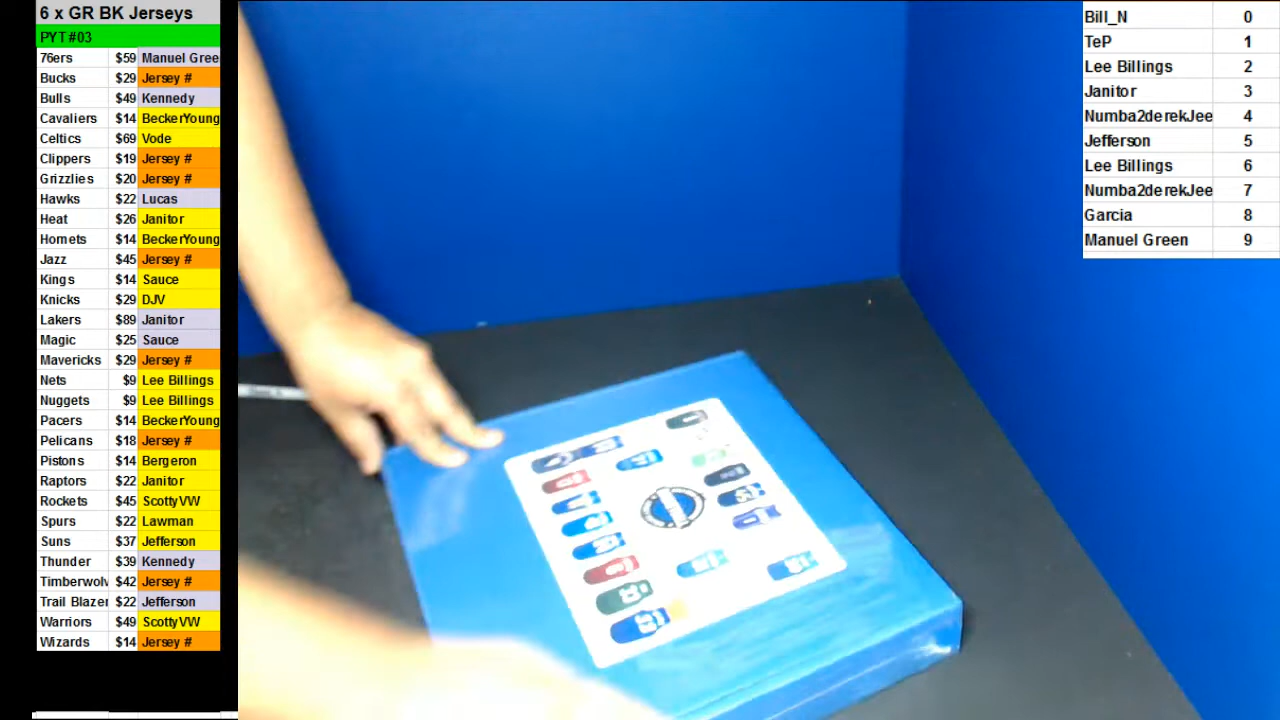 6 x GR BK Jerseys
PYT #03
76ers $59 Manuel Gree
Bucks $29 Jersey #
Bulls $49 Kennedy
Cavaliers $14 BeckerYoung
Celtics $69 Vode
Clippers $19 Jersey #
Grizzlies $20 Jersey #
Hawks $22 Lucas
Heat $26 Janitor
Hornets $14 BeckerYoung
Jazz $45 Jersey #
Kings $14 Sauce
Knicks $29 DJV
Lakers $89 Janitor
Magic $25 Sauce
Mavericks $29 Jersey #
Nets $9 Lee Billings
Nuggets $9 Lee Billings
Pacers $14 BeckerYoung
Pelicans $18 Jersey #
Pistons $14 Bergeron
Raptors $22 Janitor
Rockets $45 ScottyVW
Spurs $22 Lawman
Suns $37 Jefferson
Thunder $39 Kennedy
Timberwolv $42 Jersey #
Trail Blazer $22 Jefferson
Warriors $49 ScottyVW
Wizards $14 Jersey #
Bill_N 0
TeP 1
Lee Billings 2
Janitor 3
Numba2derekJee 4
Jefferson 5
Lee Billings 6
Numba2derekJee 7
Garcia 8
Manuel Green 9